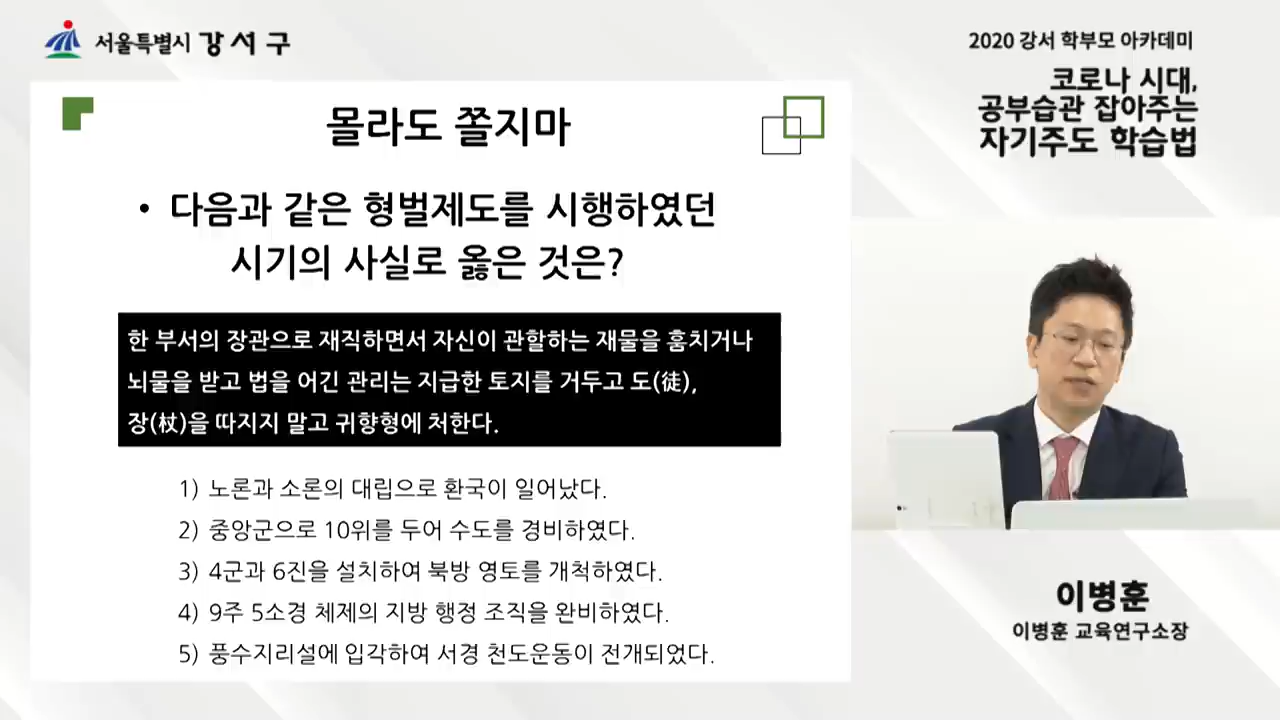 서울특별시 강서구
2020 강서 학부모 아카데미
코로나 시대,
공부습관 잡아주는
자기주도 학습법
몰라도 쫄지마
• 다음과 같은 형벌제도를 시행하였던
시기의 사실로 옳은 것은?
한 부서의 장관으로 재직하면서 자신이 관할하는 재물을 훔치거나
뇌물을 받고 법을 어긴 관리는 지급한 토지를 거두고 도(徒),
장(杖)을 따지지 말고 귀향형에 처한다.
1) 노론과 소론의 대립으로 환국이 일어났다.
2) 중앙군으로 10위를 두어 수도를 경비하였다.
3) 4군과 6진을 설치하여 북방 영토를 개척하였다.
4) 9주 5소경 체제의 지방 행정 조직을 완비하였다.
5) 풍수지리설에 입각하여 서경 천도운동이 전개되었다.
이병훈
이병훈 교육연구소장